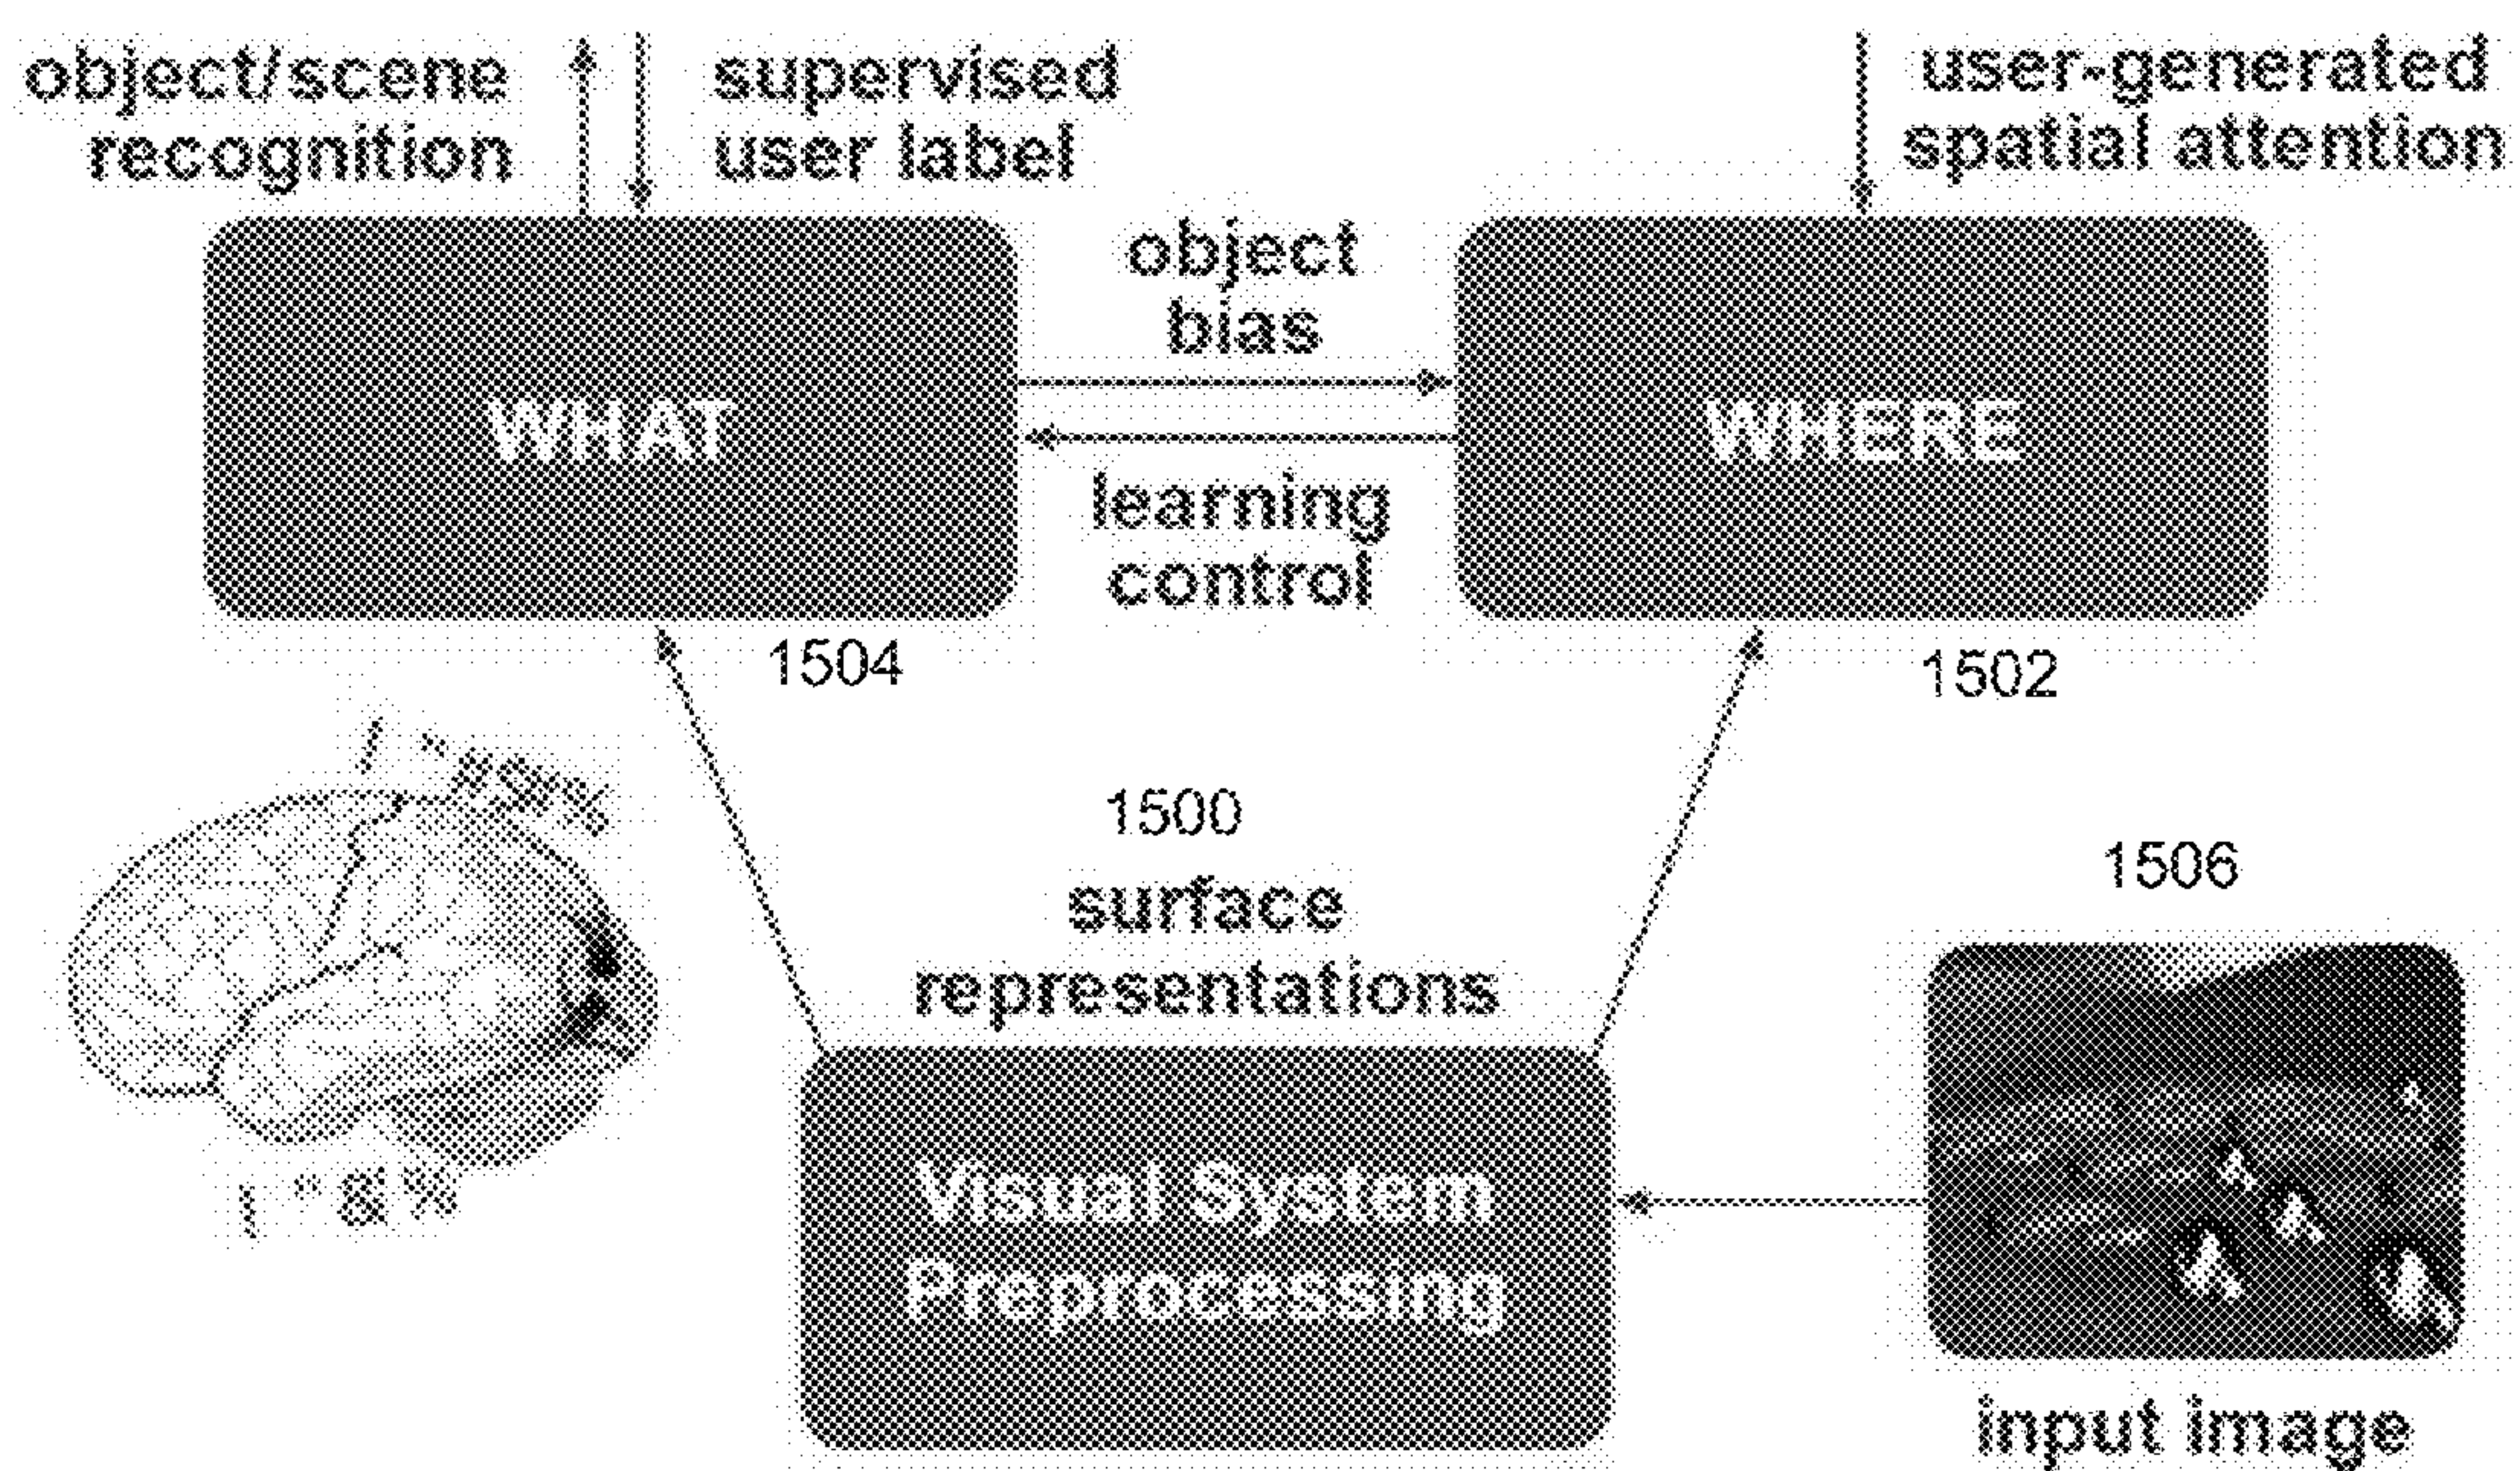 object/scene
recognition
supervised
user label
user-generated
spatial attention
object
bias
WHAT
WHERE
learning
control
1504
1502
1500
surface
representations
1506
Visual System
Preprocessing
input image